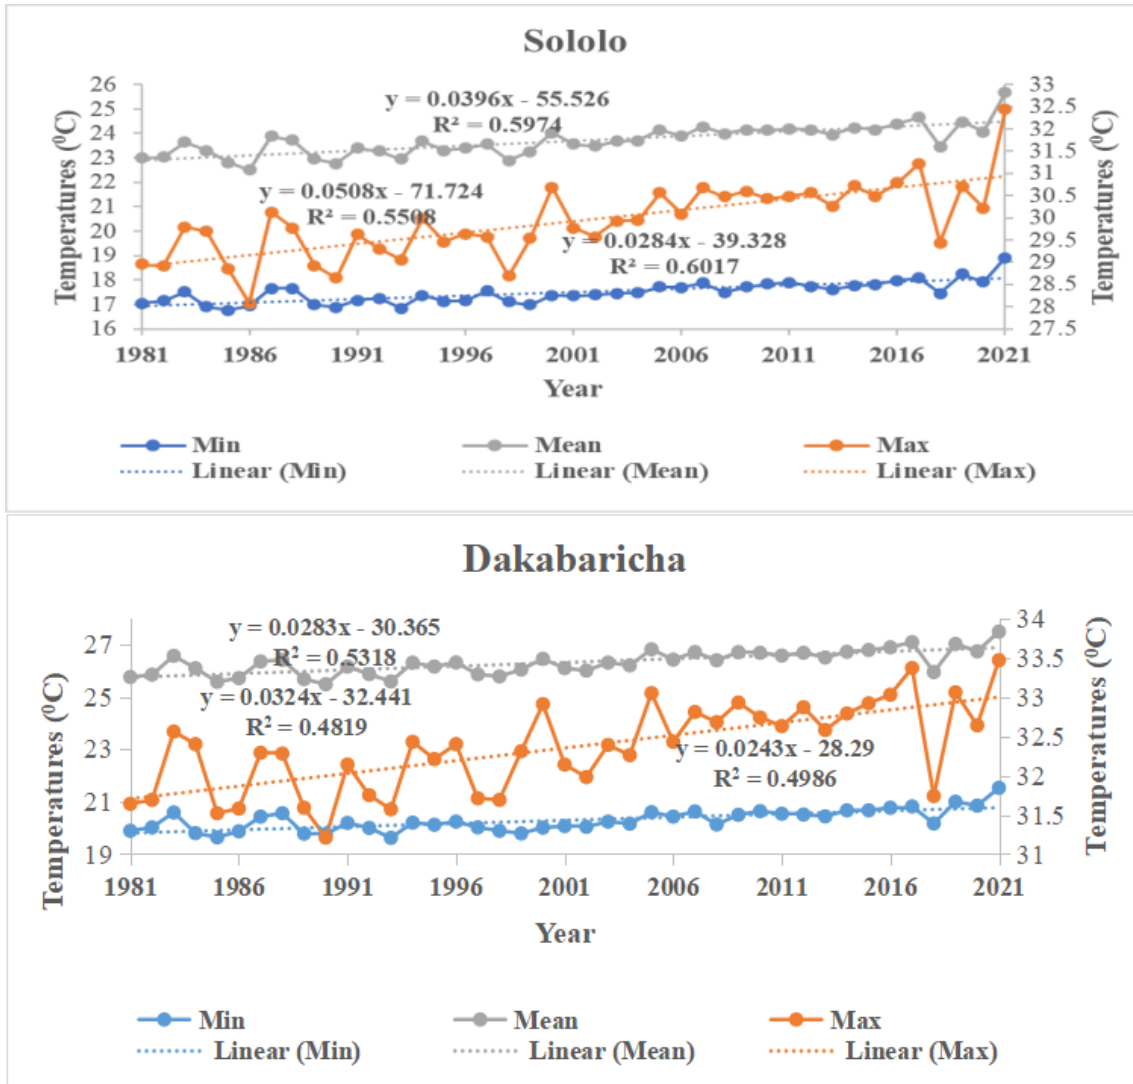 Sololo
Temperatures (⁰C)
26
25
24
23
22
21
20
19
18
17
16
y = 0.0396x - 55.526
R² = 0.5974
y = 0.0508x - 71.724
R² = 0.5508
y = 0.0284x - 39.328
R² = 0.6017
33
32.5
32
31.5
31
30.5
30
29.5
29
28.5
28
27.5
Temperatures (⁰C)
1981 1986 1991 1996 2001 2006 2011 2016 2021
Year
Min Mean Max
Linear (Min) Linear (Mean) Linear (Max)
Dakabaricha
Temperatures (⁰C)
27
25
23
21
19
y = 0.0283x - 30.365
R² = 0.5318
y = 0.0324x - 32.441
R² = 0.4819
y = 0.0243x - 28.29
R² = 0.4986
34
33.5
33
32.5
32
31.5
31
Temperatures (⁰C)
1981 1986 1991 1996 2001 2006 2011 2016 2021
Year
Min Mean Max
Linear (Min) Linear (Mean) Linear (Max)